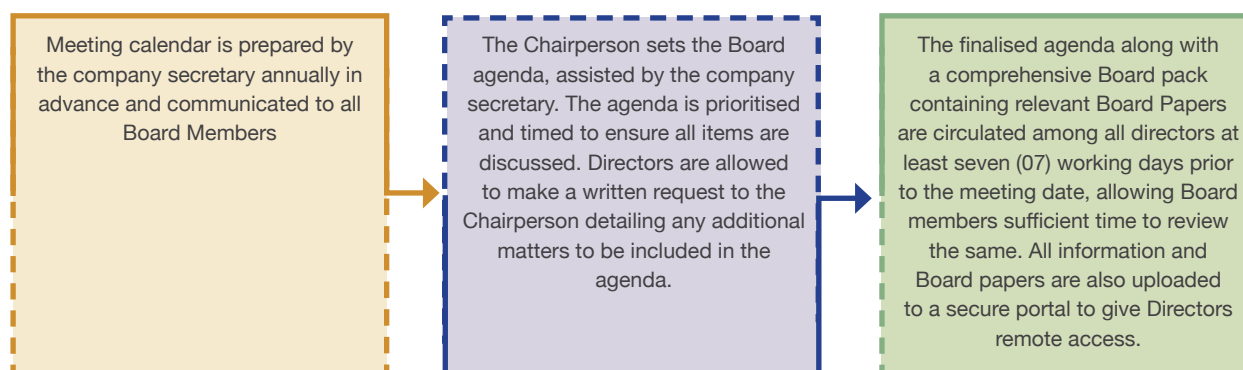 Meeting calendar is prepared by
the company secretary annually in
advance and communicated to all
Board Members
The Chairperson sets the Board
agenda, assisted by the company
secretary. The agenda is prioritised
and timed to ensure all items are
discussed. Directors are allowed
to make a written request to the
Chairperson detailing any additional
matters to be included in the
agenda.
The finalised agenda along with
a comprehensive Board pack
containing relevant Board Papers
are circulated among all directors at
least seven (07) working days prior
to the meeting date, allowing Board
members sufficient time to review
the same. All information and
Board papers are also uploaded
to a secure portal to give Directors
remote access.